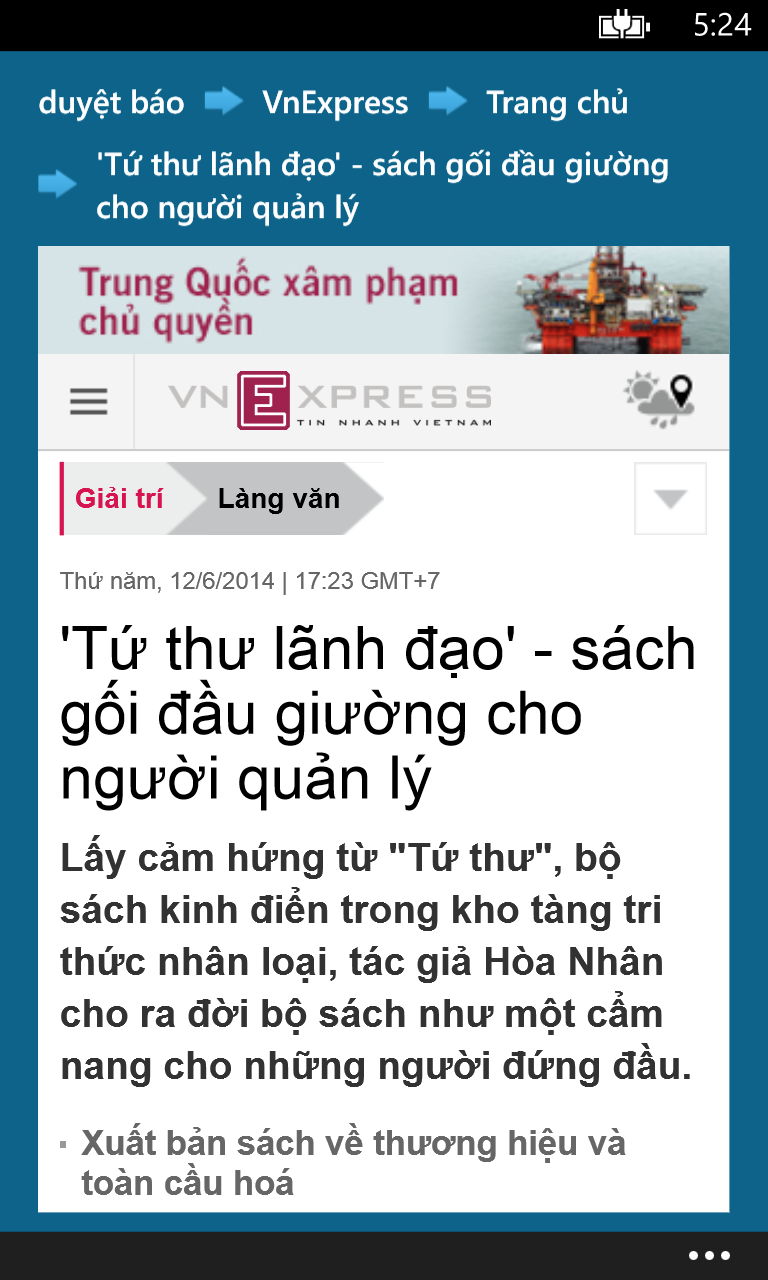 5:24
duyệt báo VnExpress Trang chủ
'Tứ thư lãnh đạo' - sách gối đầu giường
cho người quản lý
Trung Quốc xâm phạm
chủ quyền
VNEXPRESS
TIN NHANH VIETNAM
Giải trí Làng văn
Thứ năm, 12/6/2014 | 17:23 GMT+7
'Tứ thư lãnh đạo' - sách
gối đầu giường cho
người quản lý
Lấy cảm hứng từ "Tứ thư", bộ
sách kinh điển trong kho tàng tri
thức nhân loại, tác giả Hòa Nhân
cho ra đời bộ sách như một cẩm
nang cho những người đứng đầu.
Xuất bản sách về thương hiệu và
toàn cầu hoá